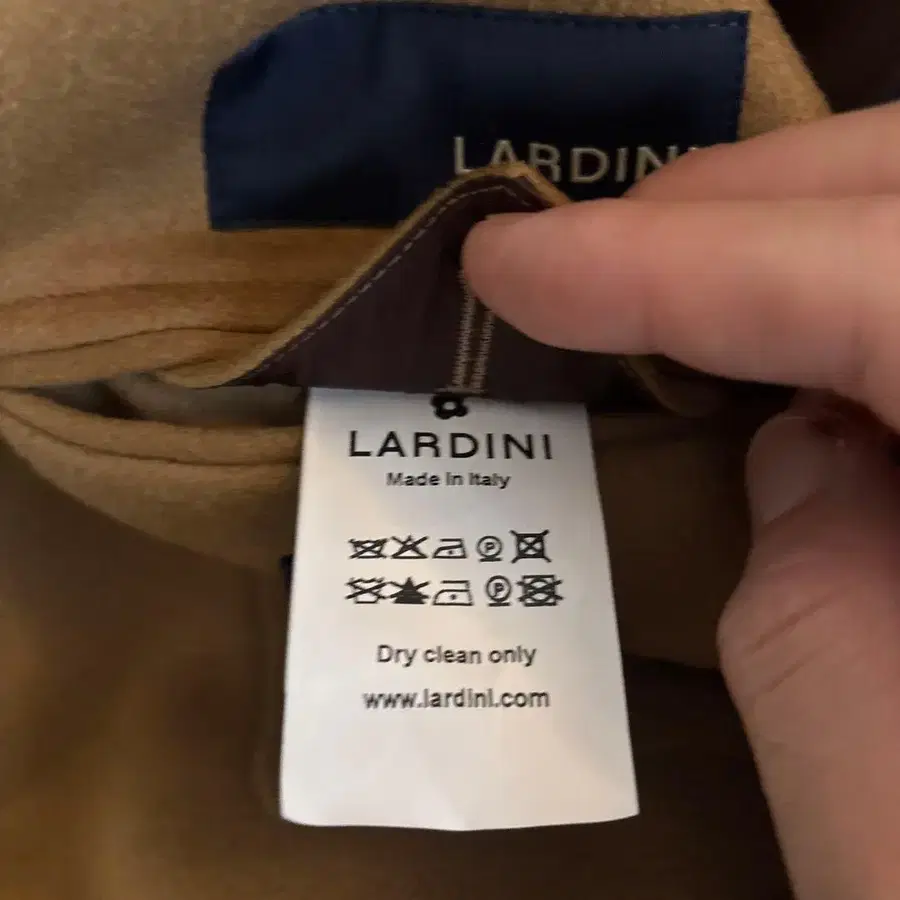 LARDINI
LARDINI
Made in Italy
P
P
Dry clean only
www.lardini.com